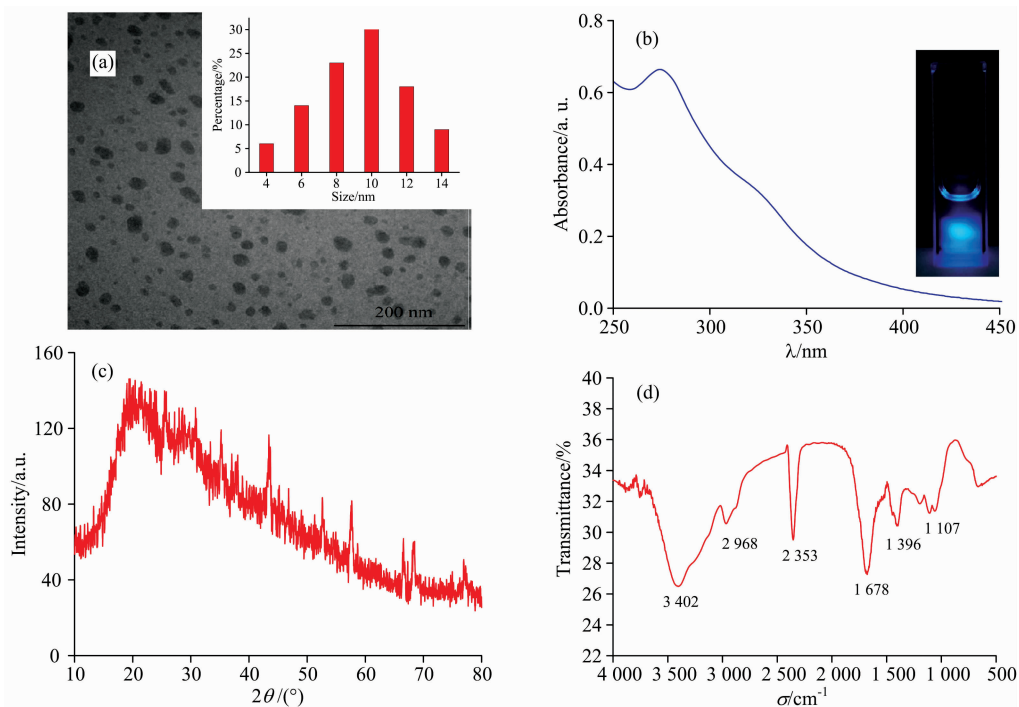 (a)
Percentage/%
30
25
20
15
10
5
0
4 6 8 10 12 14
Size/nm
200 nm
(b)
Absorbance/a. u.
0.8
0.6
0.4
0.2
0.0
250 300 350 400 450
λ/nm
(c)
Intensity/a.u.
160
120
80
40
0
10 20 30 40 50 60 70 80
2θ/(°)
(d)
Transmittance/%
40
36
34
33
31
30
28
26
24
22
3 402
2 968
2 353
1 678
1 396
1 107
4 000 3 500 3 000 2 500 2 000 1 500 1 000 500
σ/cm⁻¹